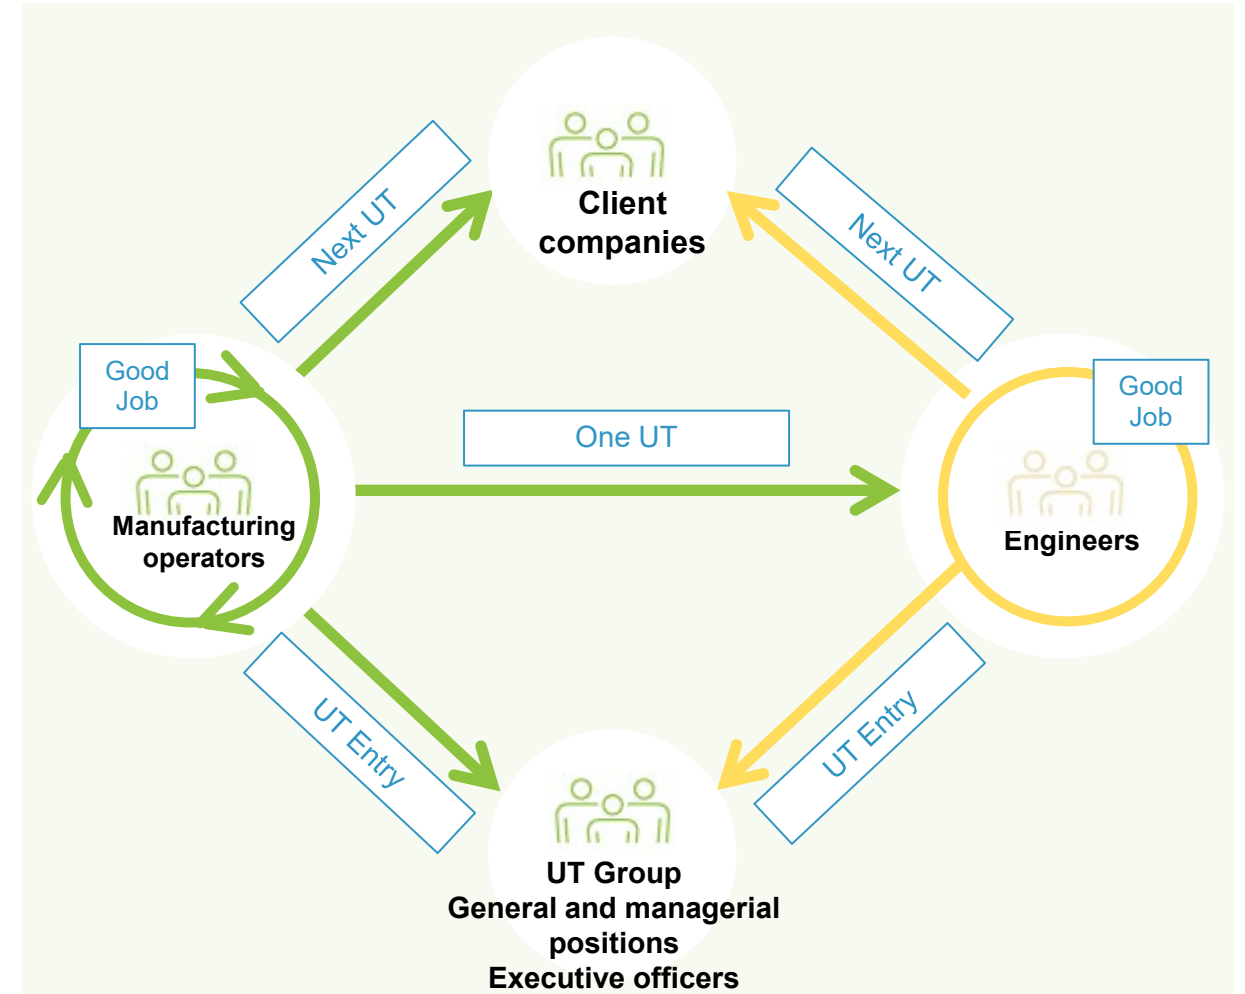 Client
companies
Next UT
Next UT
Good
Job
Good
Job
One UT
Manufacturing
operators
Engineers
UT Entry
UT Entry
UT Group
General and managerial
positions
Executive officers